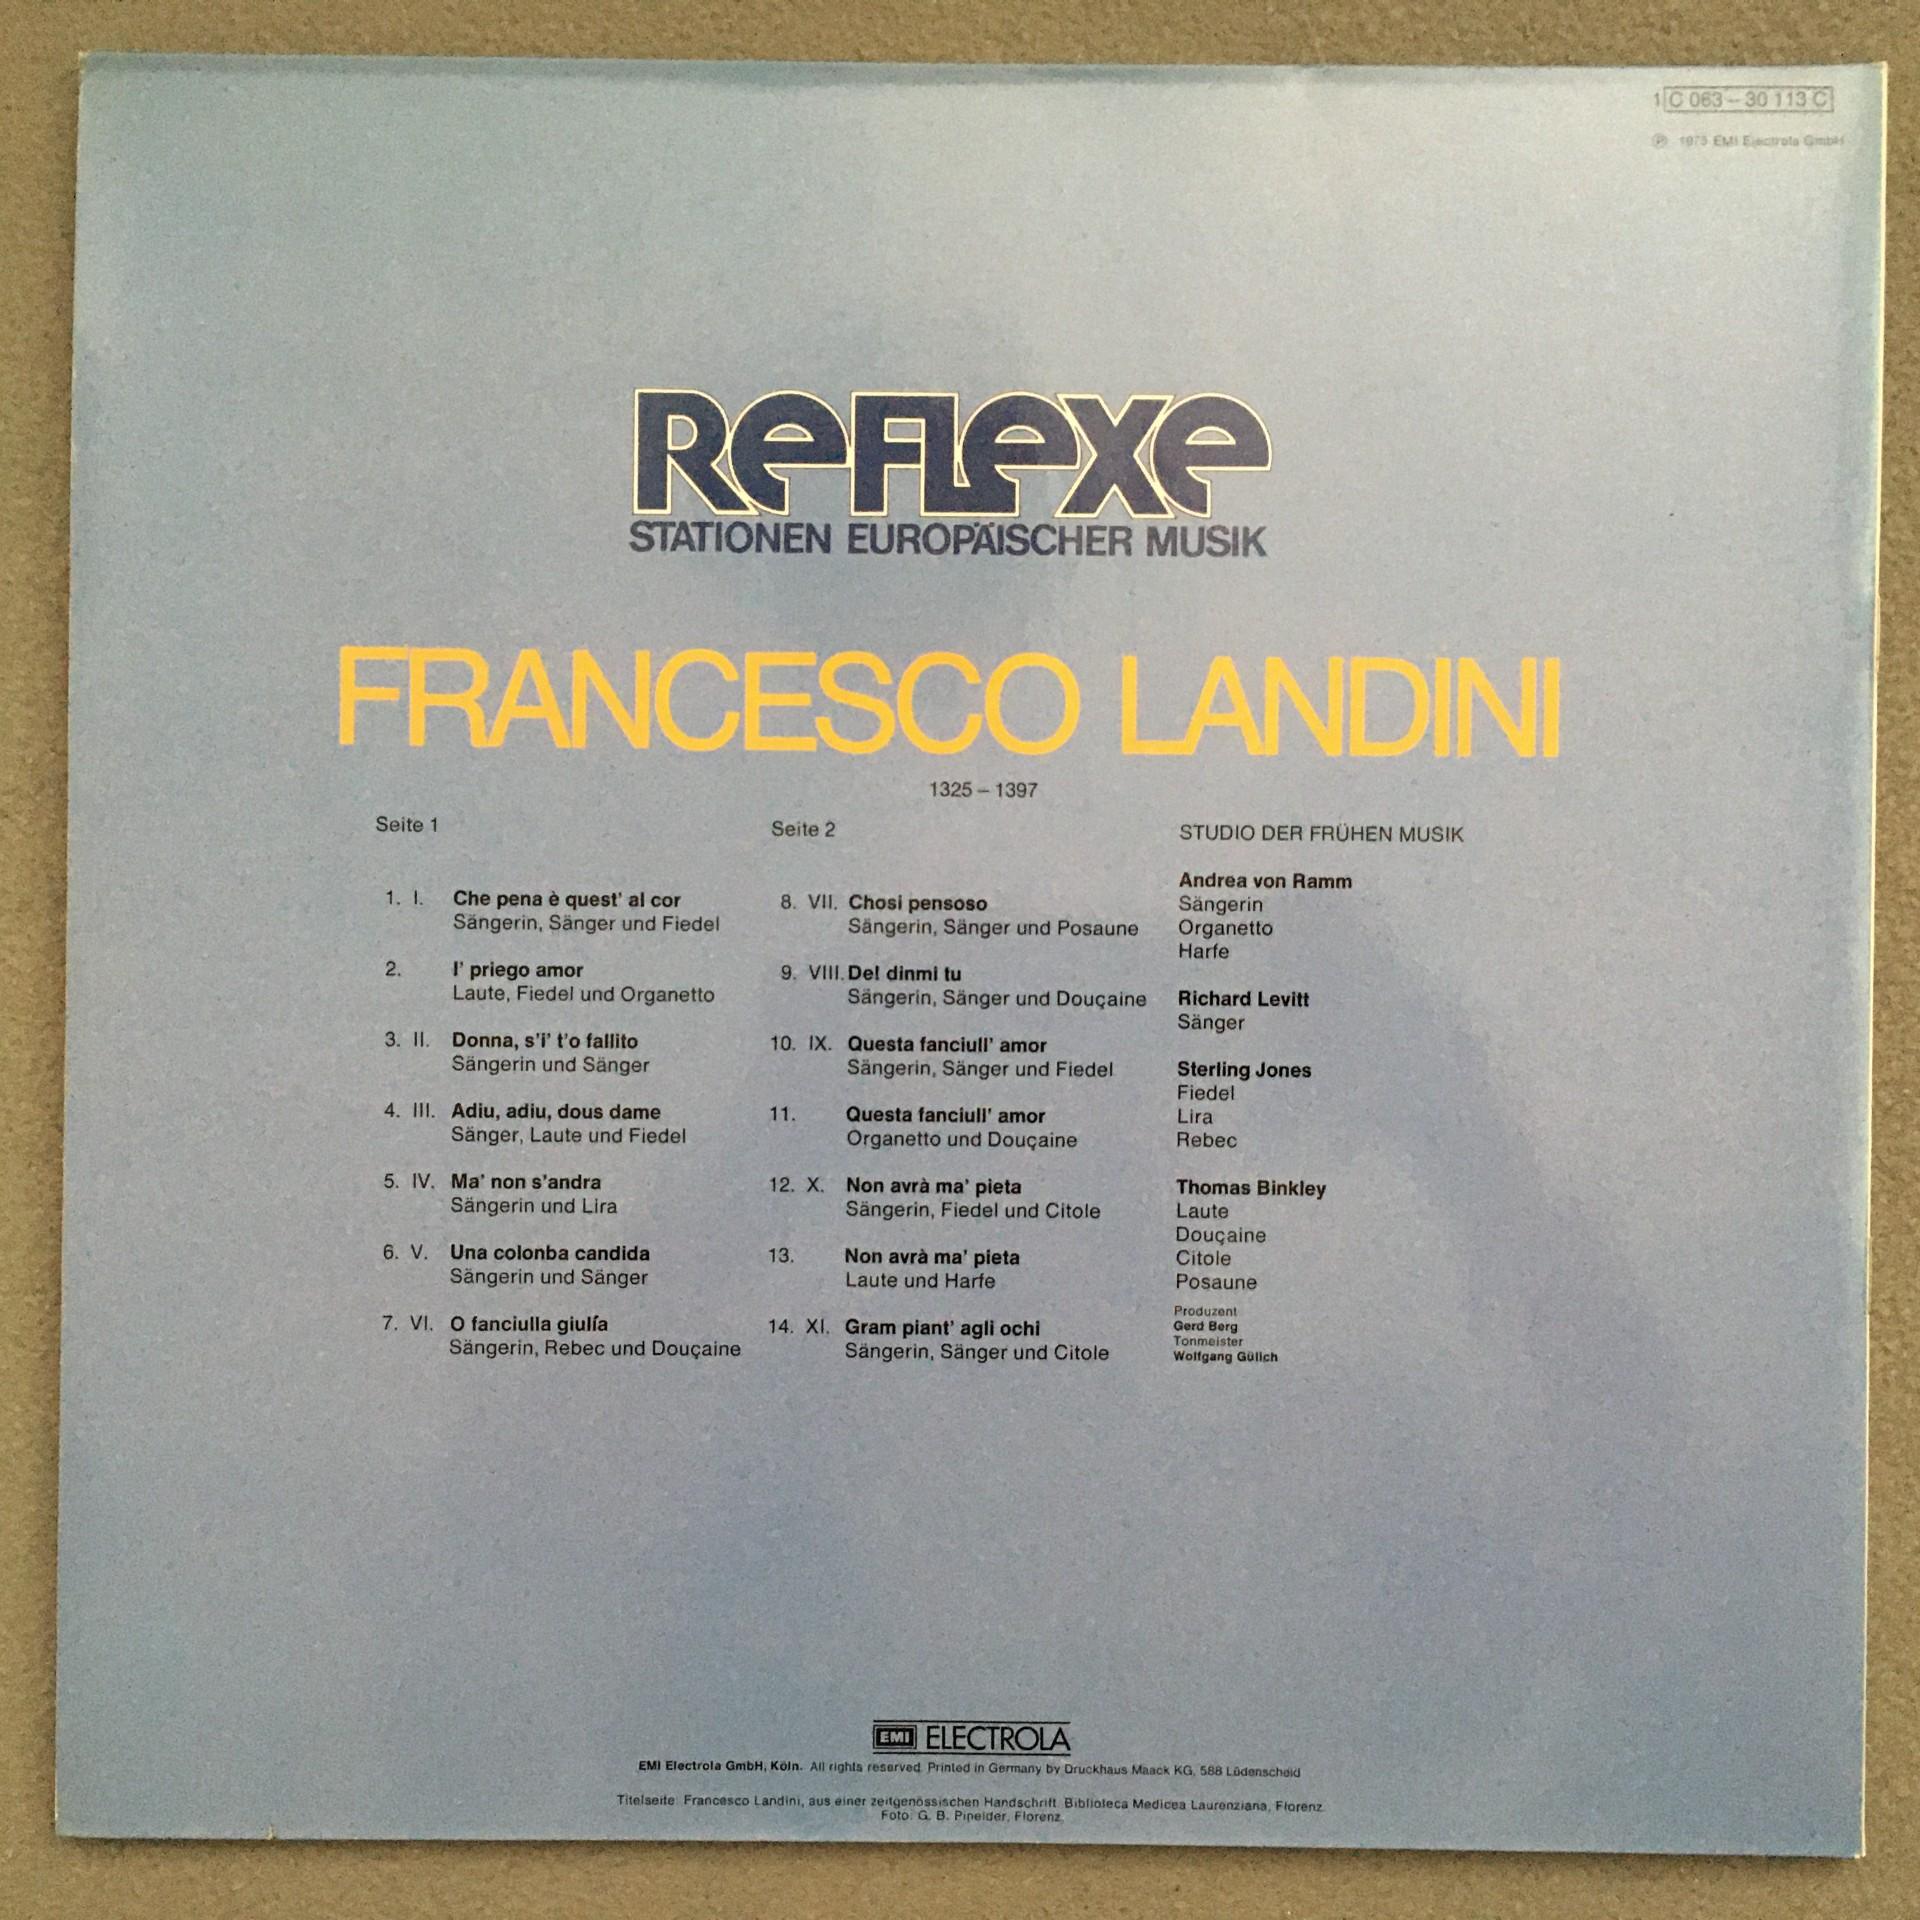 1 C 063 – 30 113 C
Ⓟ 1975 EMI Electrola GmbH
REFLEXE
STATIONEN EUROPÄISCHER MUSIK
FRANCESCO LANDINI
1325 – 1397
Seite 1
1. I. Che pena è quest' al cor
Sängerin, Sänger und Fiedel
2. I' priego amor
Laute, Fiedel und Organetto
3. II. Donna, s'i' t'o fallito
Sängerin und Sänger
4. III. Adiu, adiu, dous dame
Sänger, Laute und Fiedel
5. IV. Ma' non s'andra
Sängerin und Lira
6. V. Una colonba candida
Sängerin und Sänger
7. VI. O fanciulla giulía
Sängerin, Rebec und Douçaine
Seite 2
8. VII. Chosi pensoso
Sängerin, Sänger und Posaune
9. VIII. De! dinmi tu
Sängerin, Sänger und Douçaine
10. IX. Questa fanciull' amor
Sängerin, Sänger und Fiedel
11. Questa fanciull' amor
Organetto und Douçaine
12. X. Non avrà ma' pieta
Sängerin, Fiedel und Citole
13. Non avrà ma' pieta
Laute und Harfe
14. XI. Gram piant' agli ochi
Sängerin, Sänger und Citole
STUDIO DER FRÜHEN MUSIK
Andrea von Ramm
Sängerin
Organetto
Harfe
Richard Levitt
Sänger
Sterling Jones
Fiedel
Lira
Rebec
Thomas Binkley
Laute
Douçaine
Citole
Posaune
Produzent
Gerd Berg
Tonmeister
Wolfgang Gülich
EMI ELECTROLA
EMI Electrola GmbH, Köln. All rights reserved. Printed in Germany by Druckhaus Maack KG, 588 Lüdenscheid
Titelseite: Francesco Landini, aus einer zeitgenössischen Handschrift. Biblioteca Medicea Laurenziana, Florenz.
Foto: G. B. Pineider, Florenz.